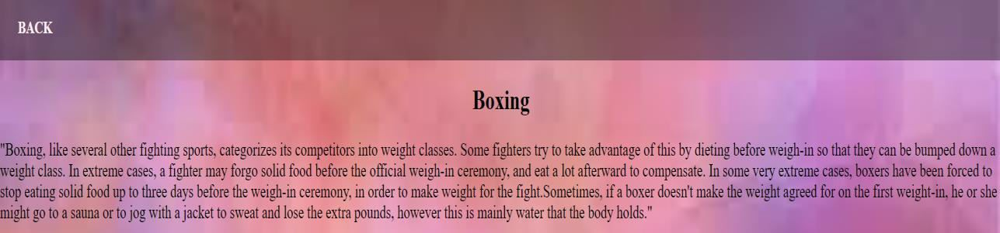 BACK
Boxing
"Boxing, like several other fighting sports, categorizes its competitors into weight classes. Some fighters try to take advantage of this by dieting before weigh-in so that they can be bumped down a
weight class. In extreme cases, a fighter may forgo solid food before the official weigh-in ceremony, and eat a lot afterward to compensate. In some very extreme cases, boxers have been forced to
stop eating solid food up to three days before the weigh-in ceremony, in order to make weight for the fight.Sometimes, if a boxer doesn't make the weight agreed for on the first weight-in, he or she
might go to a sauna or to jog with a jacket to sweat and lose the extra pounds, however this is mainly water that the body holds."